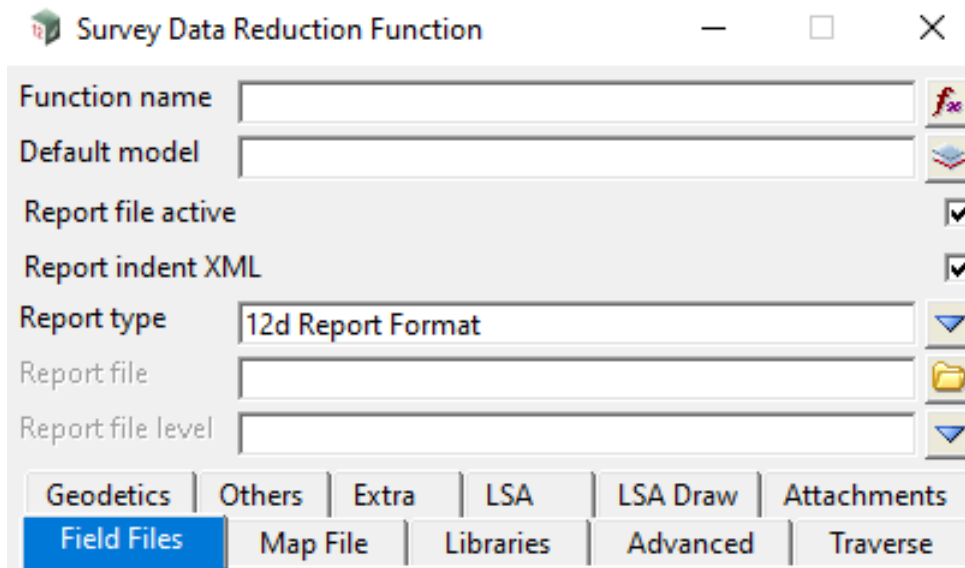 Survey Data Reduction Function
Function name
Default model
Report file active
Report indent XML
Report type 12d Report Format
Report file
Report file level
Geodetics Others Extra LSA LSA Draw Attachments
Field Files Map File Libraries Advanced Traverse